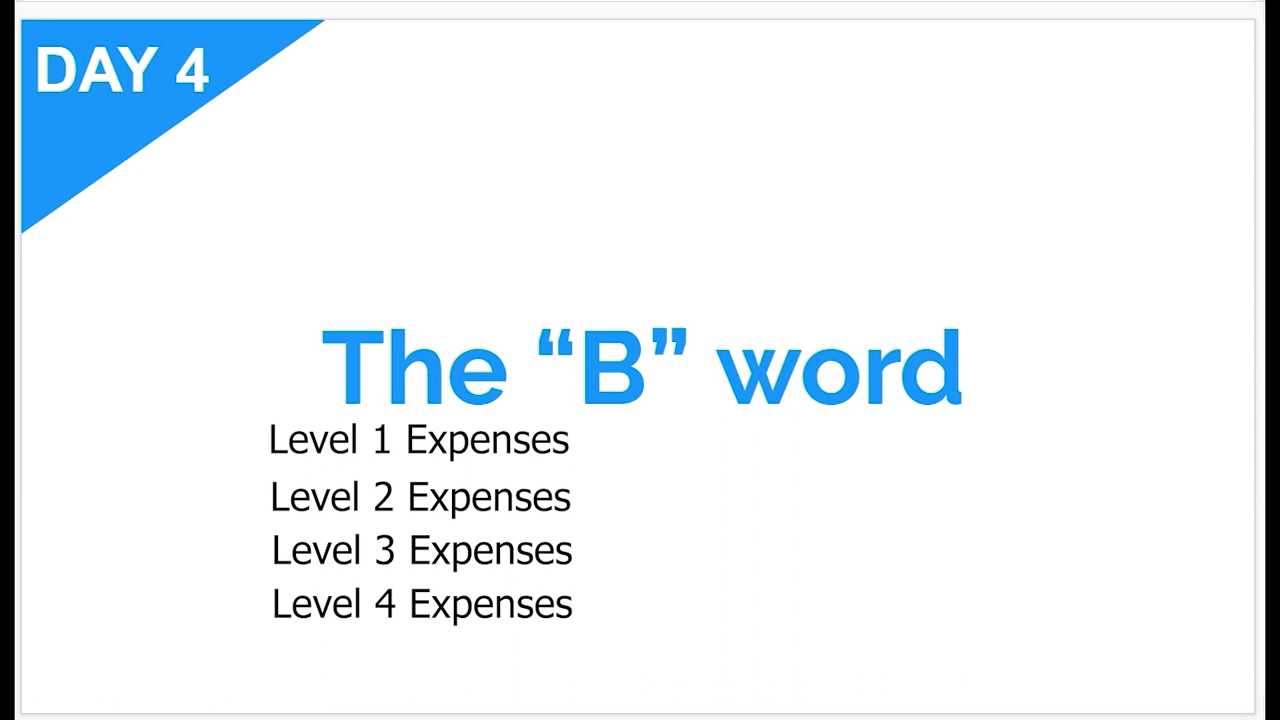 DAY 4
The “B” word
Level 1 Expenses
Level 2 Expenses
Level 3 Expenses
Level 4 Expenses